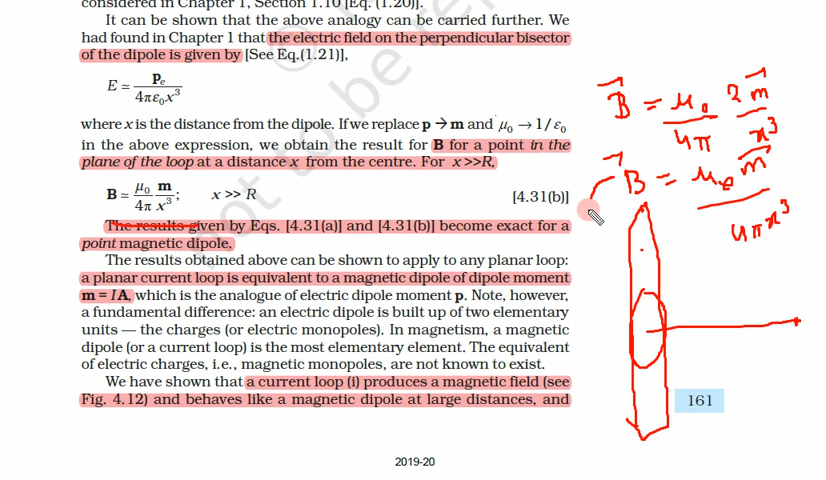 considered in Chapter 1, Section 1.10 [Eq. (1.20)].
It can be shown that the above analogy can be carried further. We
had found in Chapter 1 that the electric field on the perpendicular bisector
of the dipole is given by [See Eq.(1.21)],
E ≃ pₑ / 4πε₀x³
where x is the distance from the dipole. If we replace p → m and μ₀ → 1/ε₀
in the above expression, we obtain the result for B for a point in the
plane of the loop at a distance x from the centre. For x >>R,
B ≃ μ₀/4π m/x³; x >> R [4.31(b)]
The results given by Eqs. [4.31(a)] and [4.31(b)] become exact for a
point magnetic dipole.
The results obtained above can be shown to apply to any planar loop:
a planar current loop is equivalent to a magnetic dipole of dipole moment
m = I A, which is the analogue of electric dipole moment p. Note, however,
a fundamental difference: an electric dipole is built up of two elementary
units — the charges (or electric monopoles). In magnetism, a magnetic
dipole (or a current loop) is the most elementary element. The equivalent
of electric charges, i.e., magnetic monopoles, are not known to exist.
We have shown that a current loop (i) produces a magnetic field (see
Fig. 4.12) and behaves like a magnetic dipole at large distances, and
B⃗ = μ₀/4π 2m⃗/x³
B⃗ = μ₀ m⃗ / 4πx³
161
2019-20
not to be re